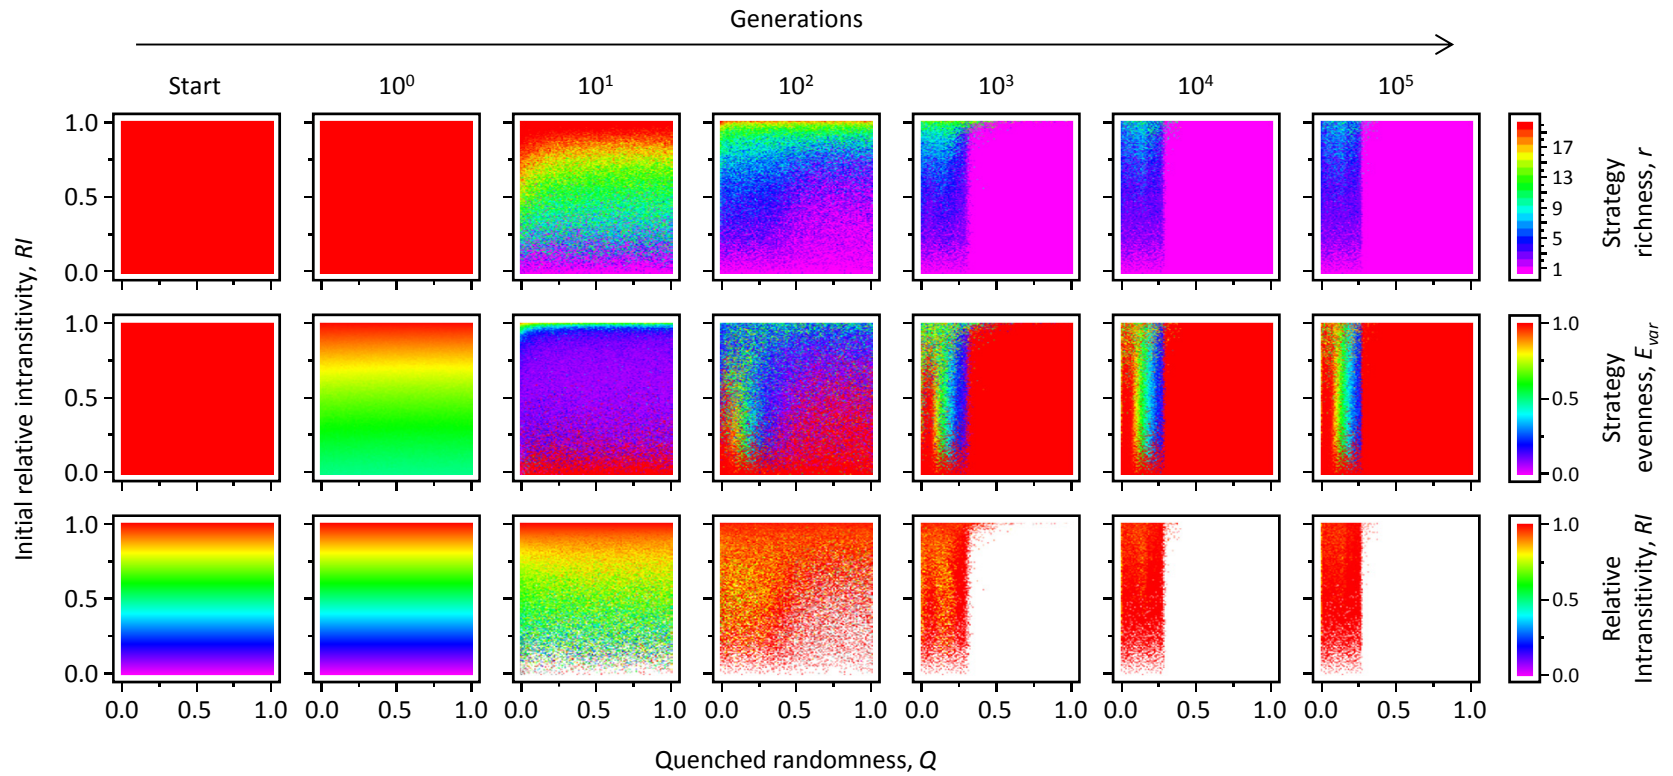 Generations
Start 10⁰ 10¹ 10² 10³ 10⁴ 10⁵
Initial relative intransitivity, RI
1.0
0.5
0.0
17
13
9
5
1
Strategy
richness, r
1.0
0.5
0.0
1.0
0.5
0.0
Strategy
evenness, Evar
1.0
0.5
0.0
1.0
0.5
0.0
Relative
Intransitivity, RI
0.0 0.5 1.0 0.0 0.5 1.0 0.0 0.5 1.0 0.0 0.5 1.0 0.0 0.5 1.0 0.0 0.5 1.0 0.0 0.5 1.0
Quenched randomness, Q